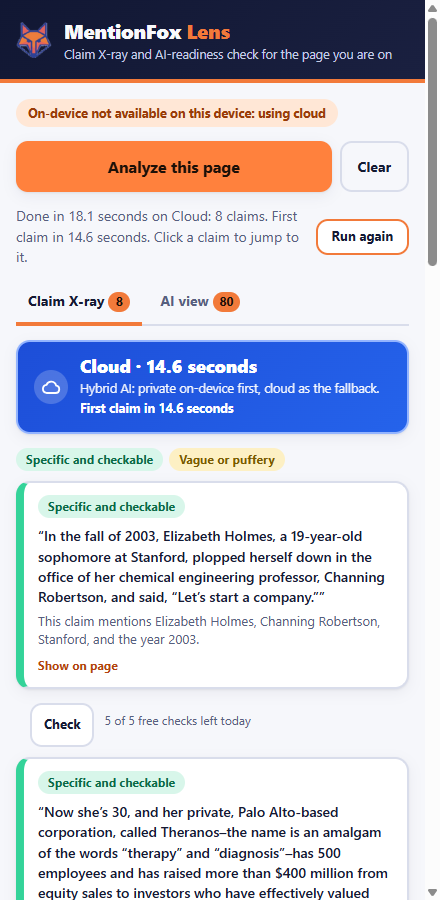 MentionFox Lens
Claim X-ray and AI-readiness check for the page you are on
On-device not available on this device: using cloud
Analyze this page
Clear
Done in 18.1 seconds on Cloud: 8 claims. First
claim in 14.6 seconds. Click a claim to jump to
it.
Run again
Claim X-ray 8
AI view 80
Cloud · 14.6 seconds
Hybrid AI: private on-device first, cloud as the fallback.
First claim in 14.6 seconds
Specific and checkable
Vague or puffery
Specific and checkable
“In the fall of 2003, Elizabeth Holmes, a 19-year-old
sophomore at Stanford, plopped herself down in the
office of her chemical engineering professor, Channing
Robertson, and said, “Let’s start a company.””
This claim mentions Elizabeth Holmes, Channing Robertson,
Stanford, and the year 2003.
Show on page
Check
5 of 5 free checks left today
Specific and checkable
“Now she’s 30, and her private, Palo Alto-based
corporation, called Theranos–the name is an amalgam
of the words “therapy” and “diagnosis”–has 500
employees and has raised more than $400 million from
equity sales to investors who have effectively valued